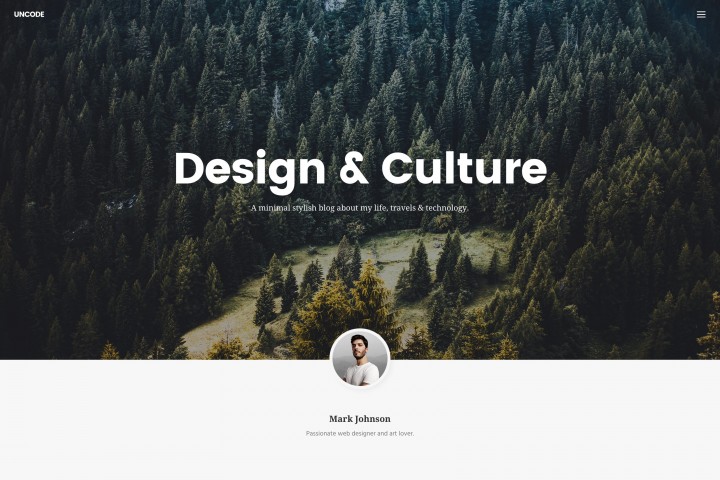 UNCODE
Design & Culture
A minimal stylish blog about my life, travels & technology.
Mark Johnson
Passionate web designer and art lover.